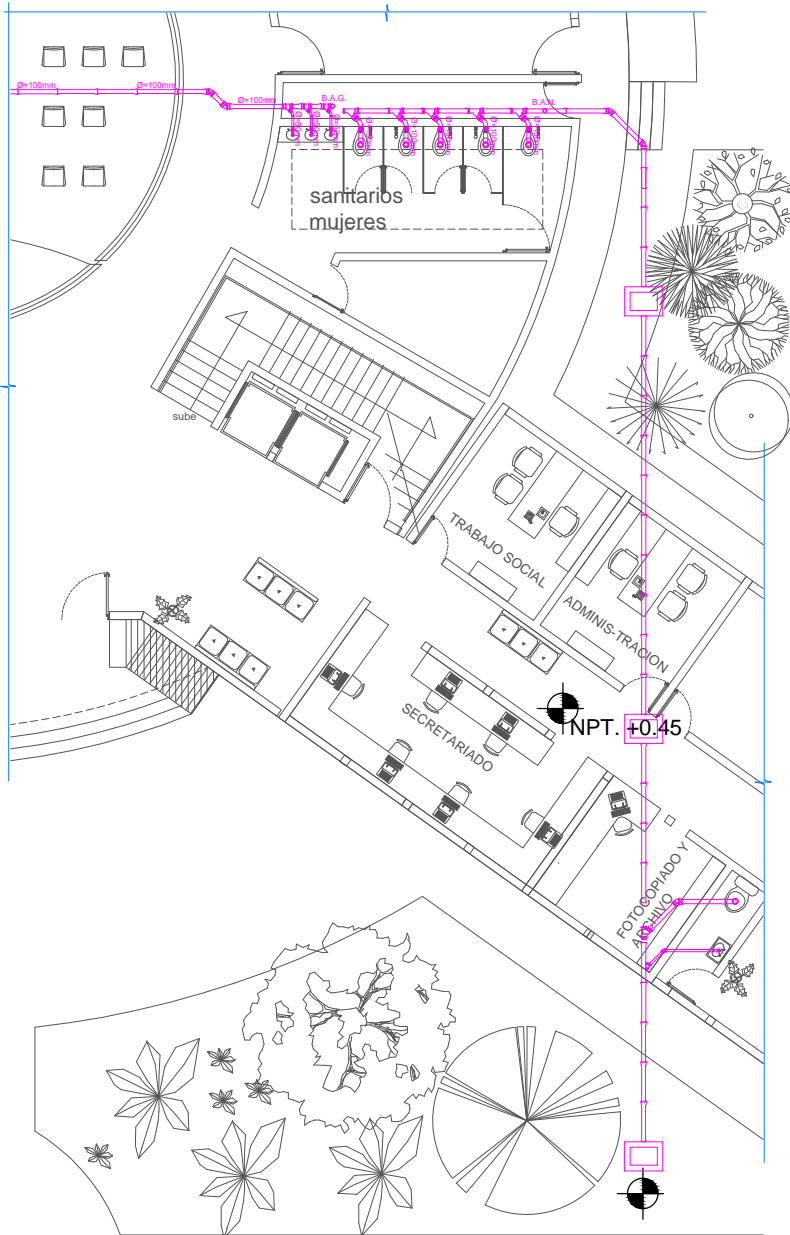 Ø=100mm
Ø=100mm
Ø=100mm
B.A.G.
B.A.N.
sanitarios
mujeres
sube
TRABAJO SOCIAL
ADMINIS-TRACION
SECRETARIADO
NPT. +0.45
FOTOCOPIADO Y
ARCHIVO